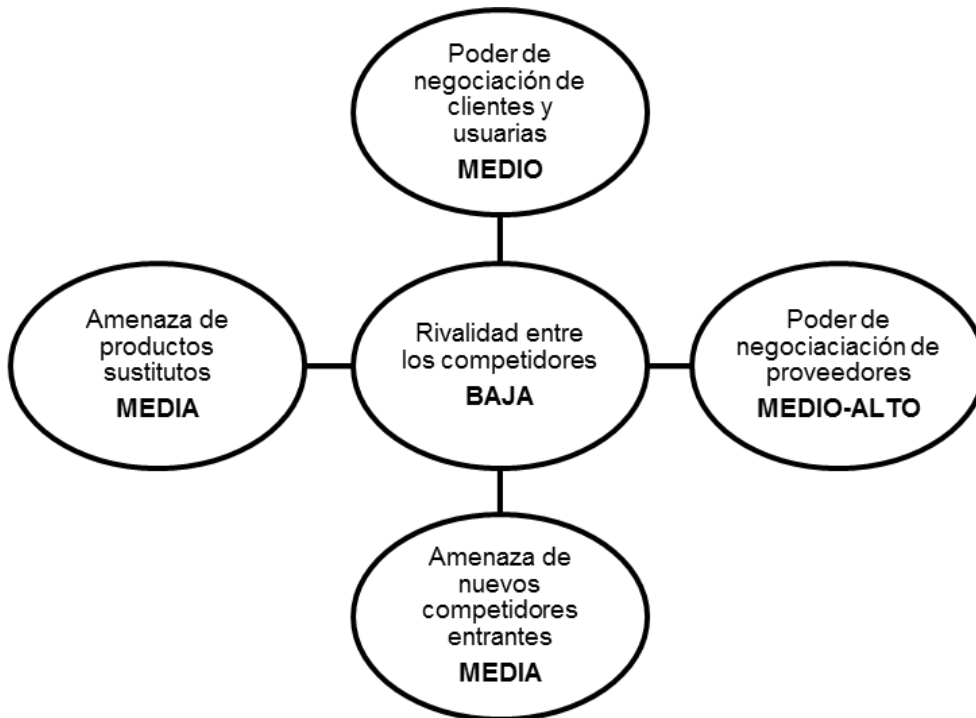 Poder de
negociación de
clientes y
usuarias
MEDIO
Amenaza de
productos
sustitutos
MEDIA
Rivalidad entre
los competidores
BAJA
Poder de
negociaciación de
proveedores
MEDIO-ALTO
Amenaza de
nuevos
competidores
entrantes
MEDIA